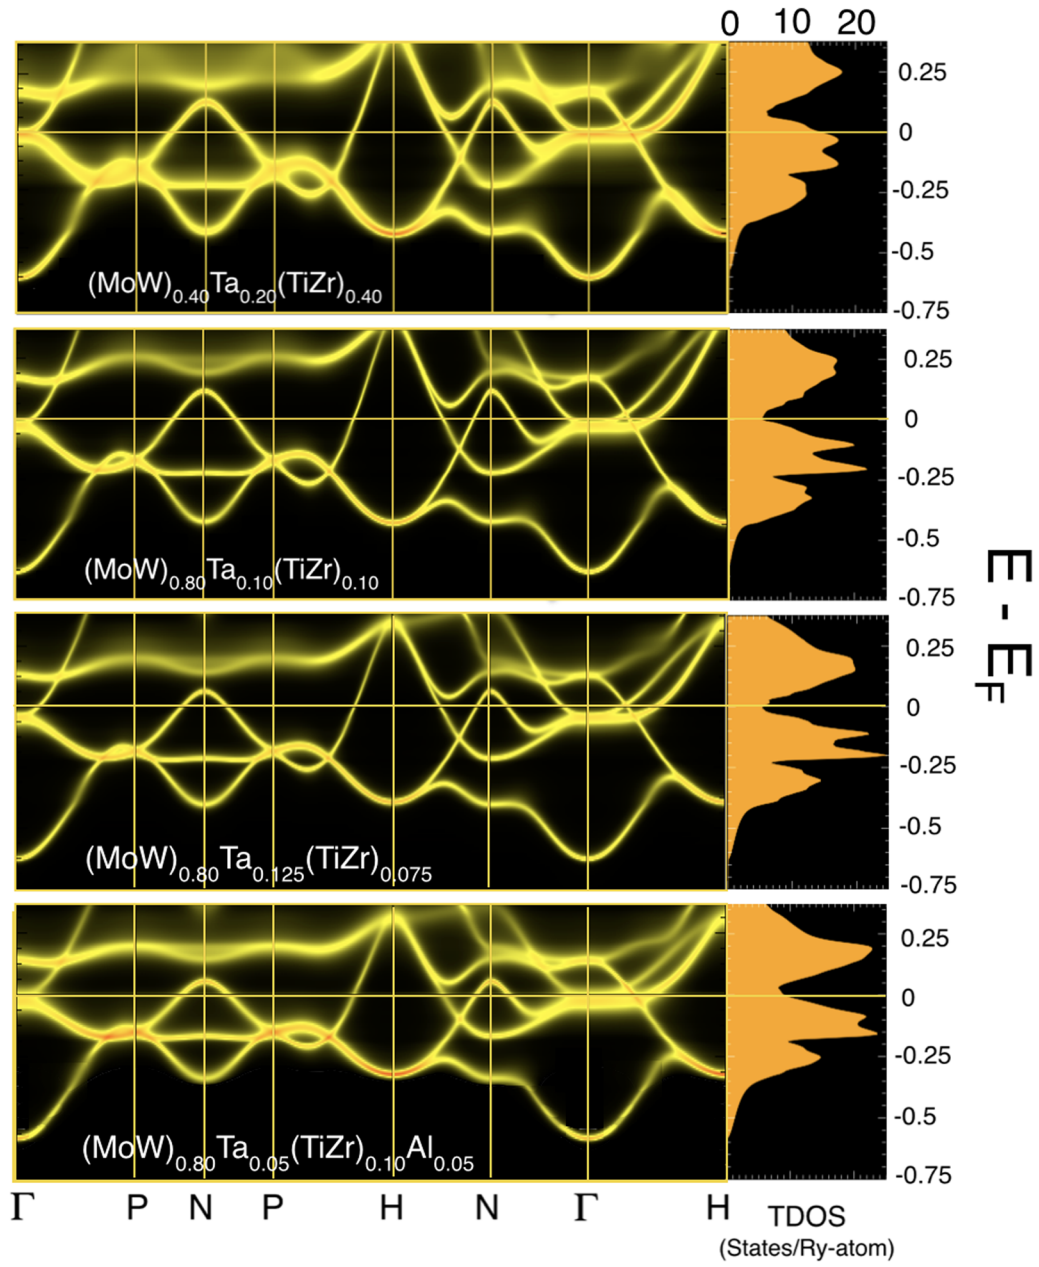 0 10 20
0.25
0
-0.25
-0.5
-0.75
(MoW)0.40Ta0.20(TiZr)0.40
0.25
0
-0.25
-0.5
-0.75
(MoW)0.80Ta0.10(TiZr)0.10
E - EF
0.25
0
-0.25
-0.5
-0.75
(MoW)0.80Ta0.125(TiZr)0.075
0.25
0
-0.25
-0.5
-0.75
(MoW)0.80Ta0.05(TiZr)0.10Al0.05
Γ P N P H N Γ H
TDOS
(States/Ry-atom)